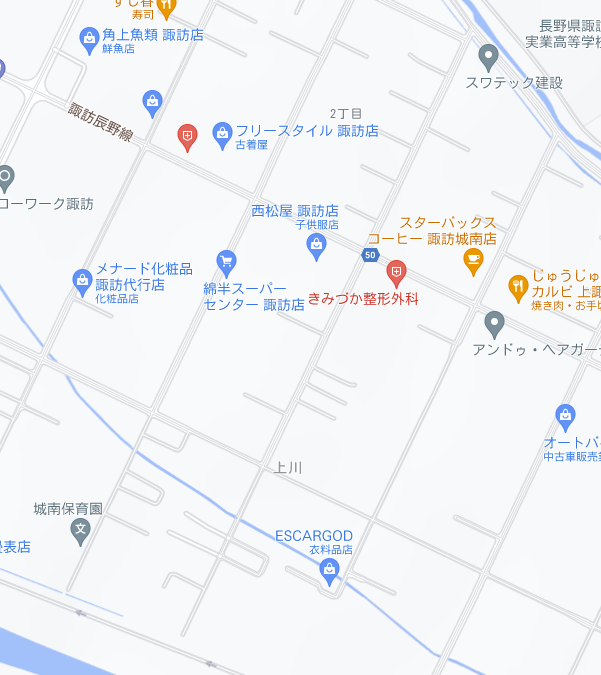 寿司
角上魚類 諏訪店
鮮魚店
長野県諏訪
実業高等学校
スワテック建設
諏訪辰野線
2丁目
フリースタイル 諏訪店
古着屋
ローワーク諏訪
西松屋 諏訪店
子供服店
スターバックス
コーヒー 諏訪城南店
50
メナード化粧品
諏訪代行店
化粧品店
綿半スーパー
センター 諏訪店
きみづか整形外科
じゅうじゅ
カルビ 上諏
焼き肉・お手頃
アンドゥ・ヘアガーデ
オートバ
中古車販売
上川
城南保育園
文
ESCARGOD
衣料品店
表店